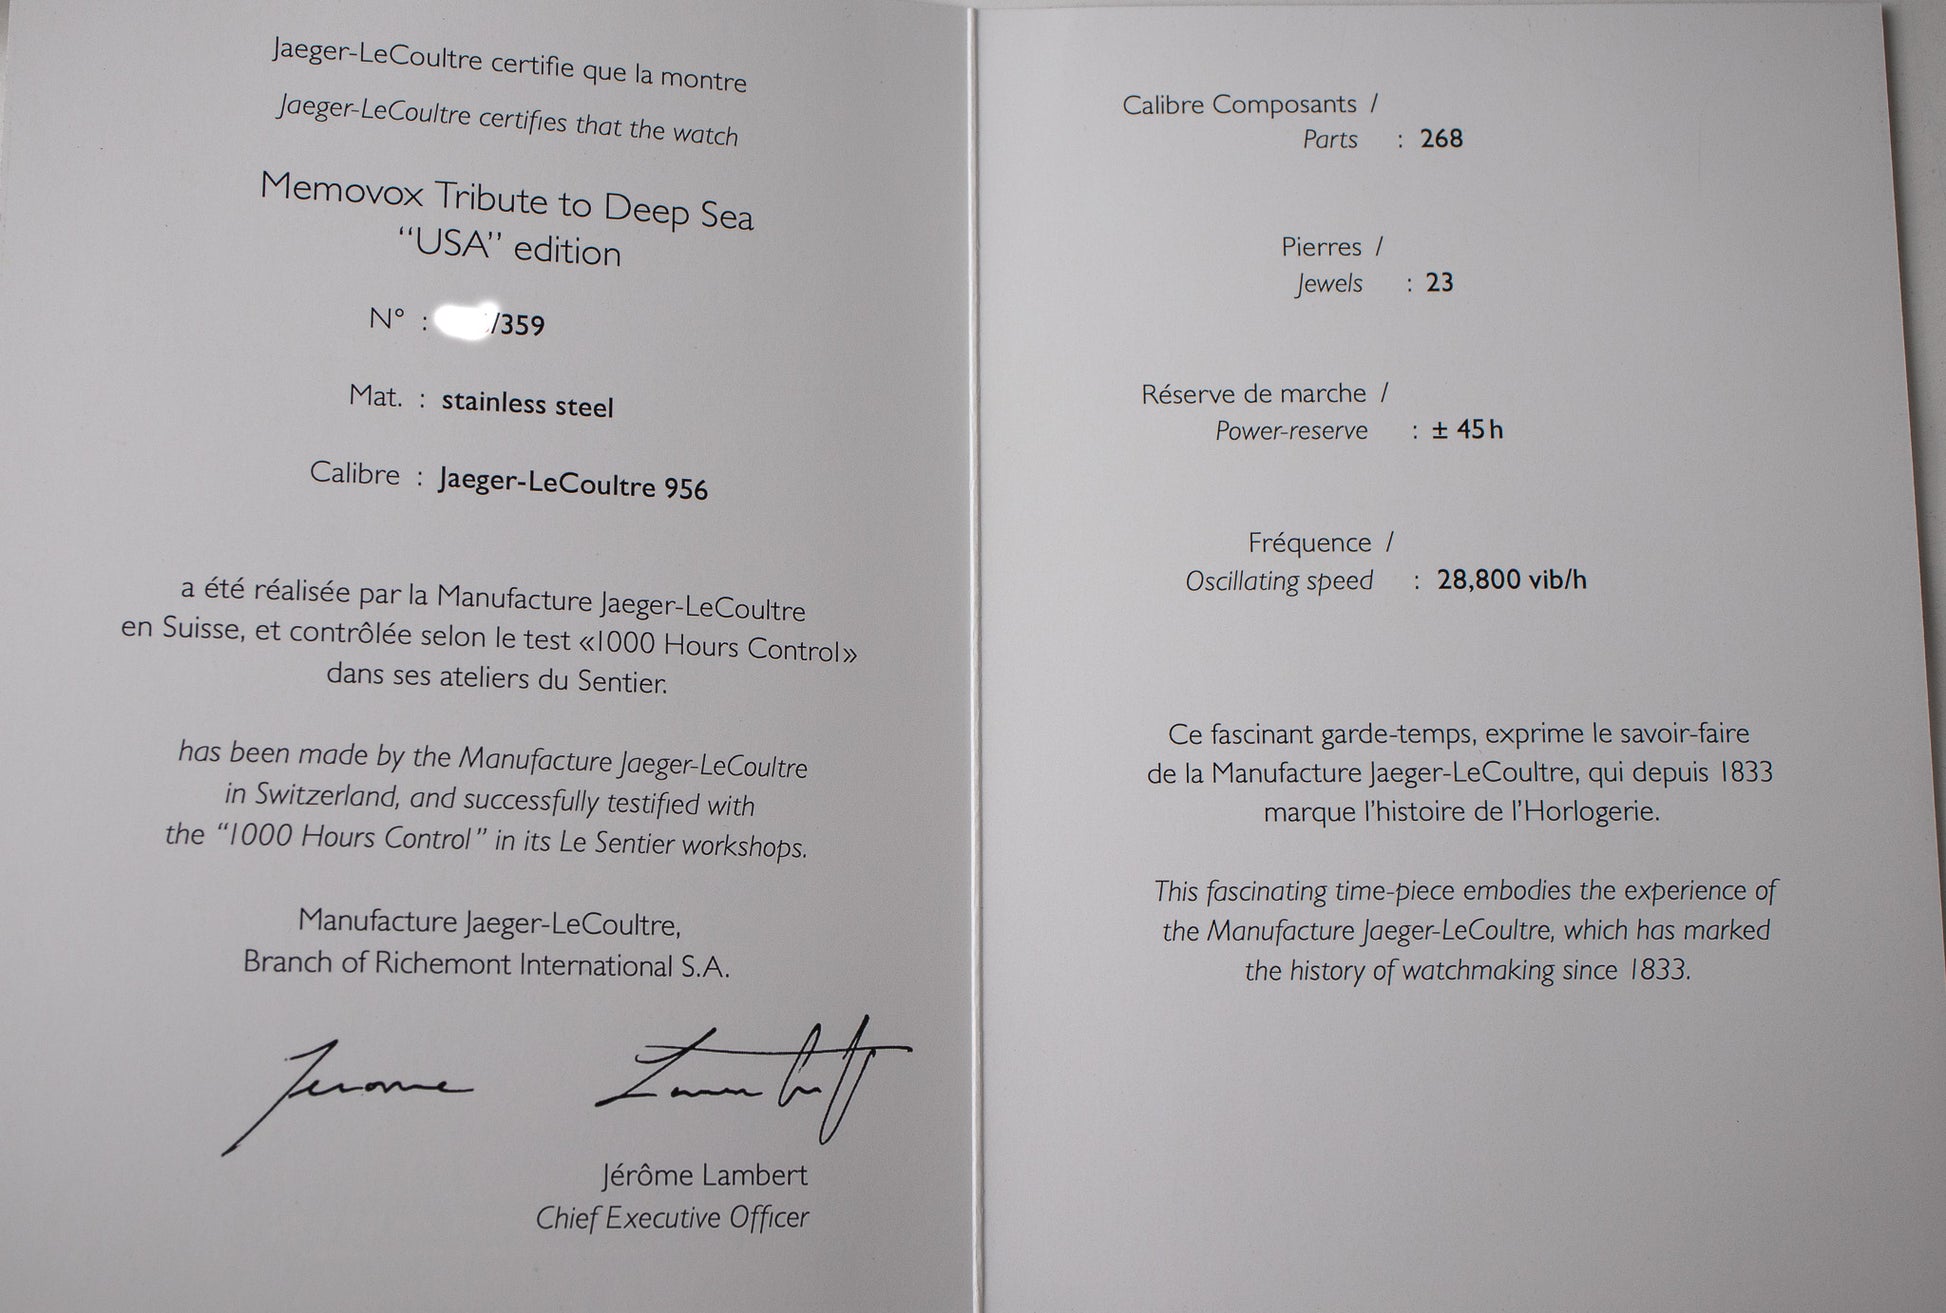 Jaeger-LeCoultre certifie que la montre
Jaeger-LeCoultre certifies that the watch
Memovox Tribute to Deep Sea
“USA” edition
N° : /359
Mat. : stainless steel
Calibre : Jaeger-LeCoultre 956
a été réalisée par la Manufacture Jaeger-LeCoultre
en Suisse, et contrôlée selon le test «1000 Hours Control»
dans ses ateliers du Sentier.
has been made by the Manufacture Jaeger-LeCoultre
in Switzerland, and successfully testified with
the “1000 Hours Control” in its Le Sentier workshops.
Manufacture Jaeger-LeCoultre,
Branch of Richemont International S.A.
Jerome Lambert
Jérôme Lambert
Chief Executive Officer
Calibre Composants /
Parts : 268
Pierres /
Jewels : 23
Réserve de marche /
Power-reserve : ± 45 h
Fréquence /
Oscillating speed : 28,800 vib/h
Ce fascinant garde-temps, exprime le savoir-faire
de la Manufacture Jaeger-LeCoultre, qui depuis 1833
marque l'histoire de l'Horlogerie.
This fascinating time-piece embodies the experience of
the Manufacture Jaeger-LeCoultre, which has marked
the history of watchmaking since 1833.